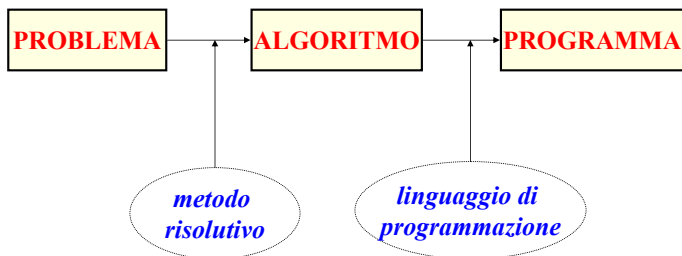 PROBLEMA
ALGORITMO
PROGRAMMA
metodo
risolutivo
linguaggio di
programmazione